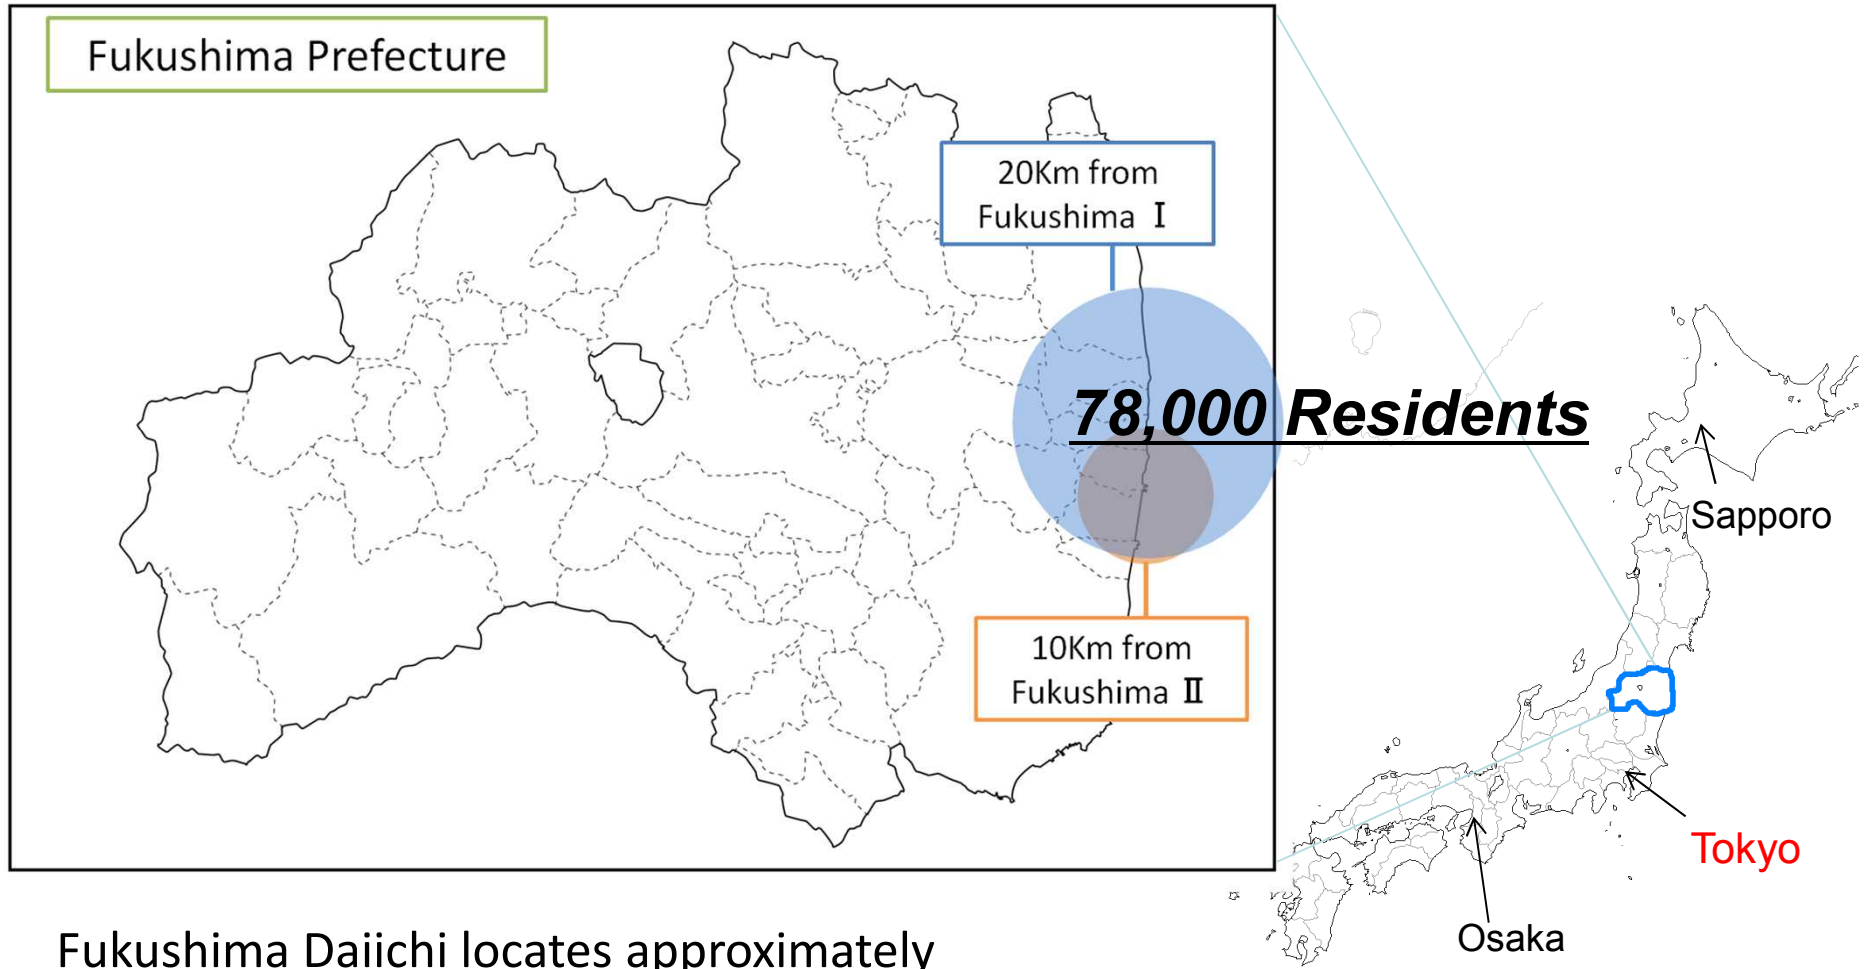 Fukushima Prefecture
20Km from
Fukushima Ⅰ
78,000 Residents
10Km from
Fukushima Ⅱ
Sapporo
Tokyo
Osaka
Fukushima Daiichi locates approximately